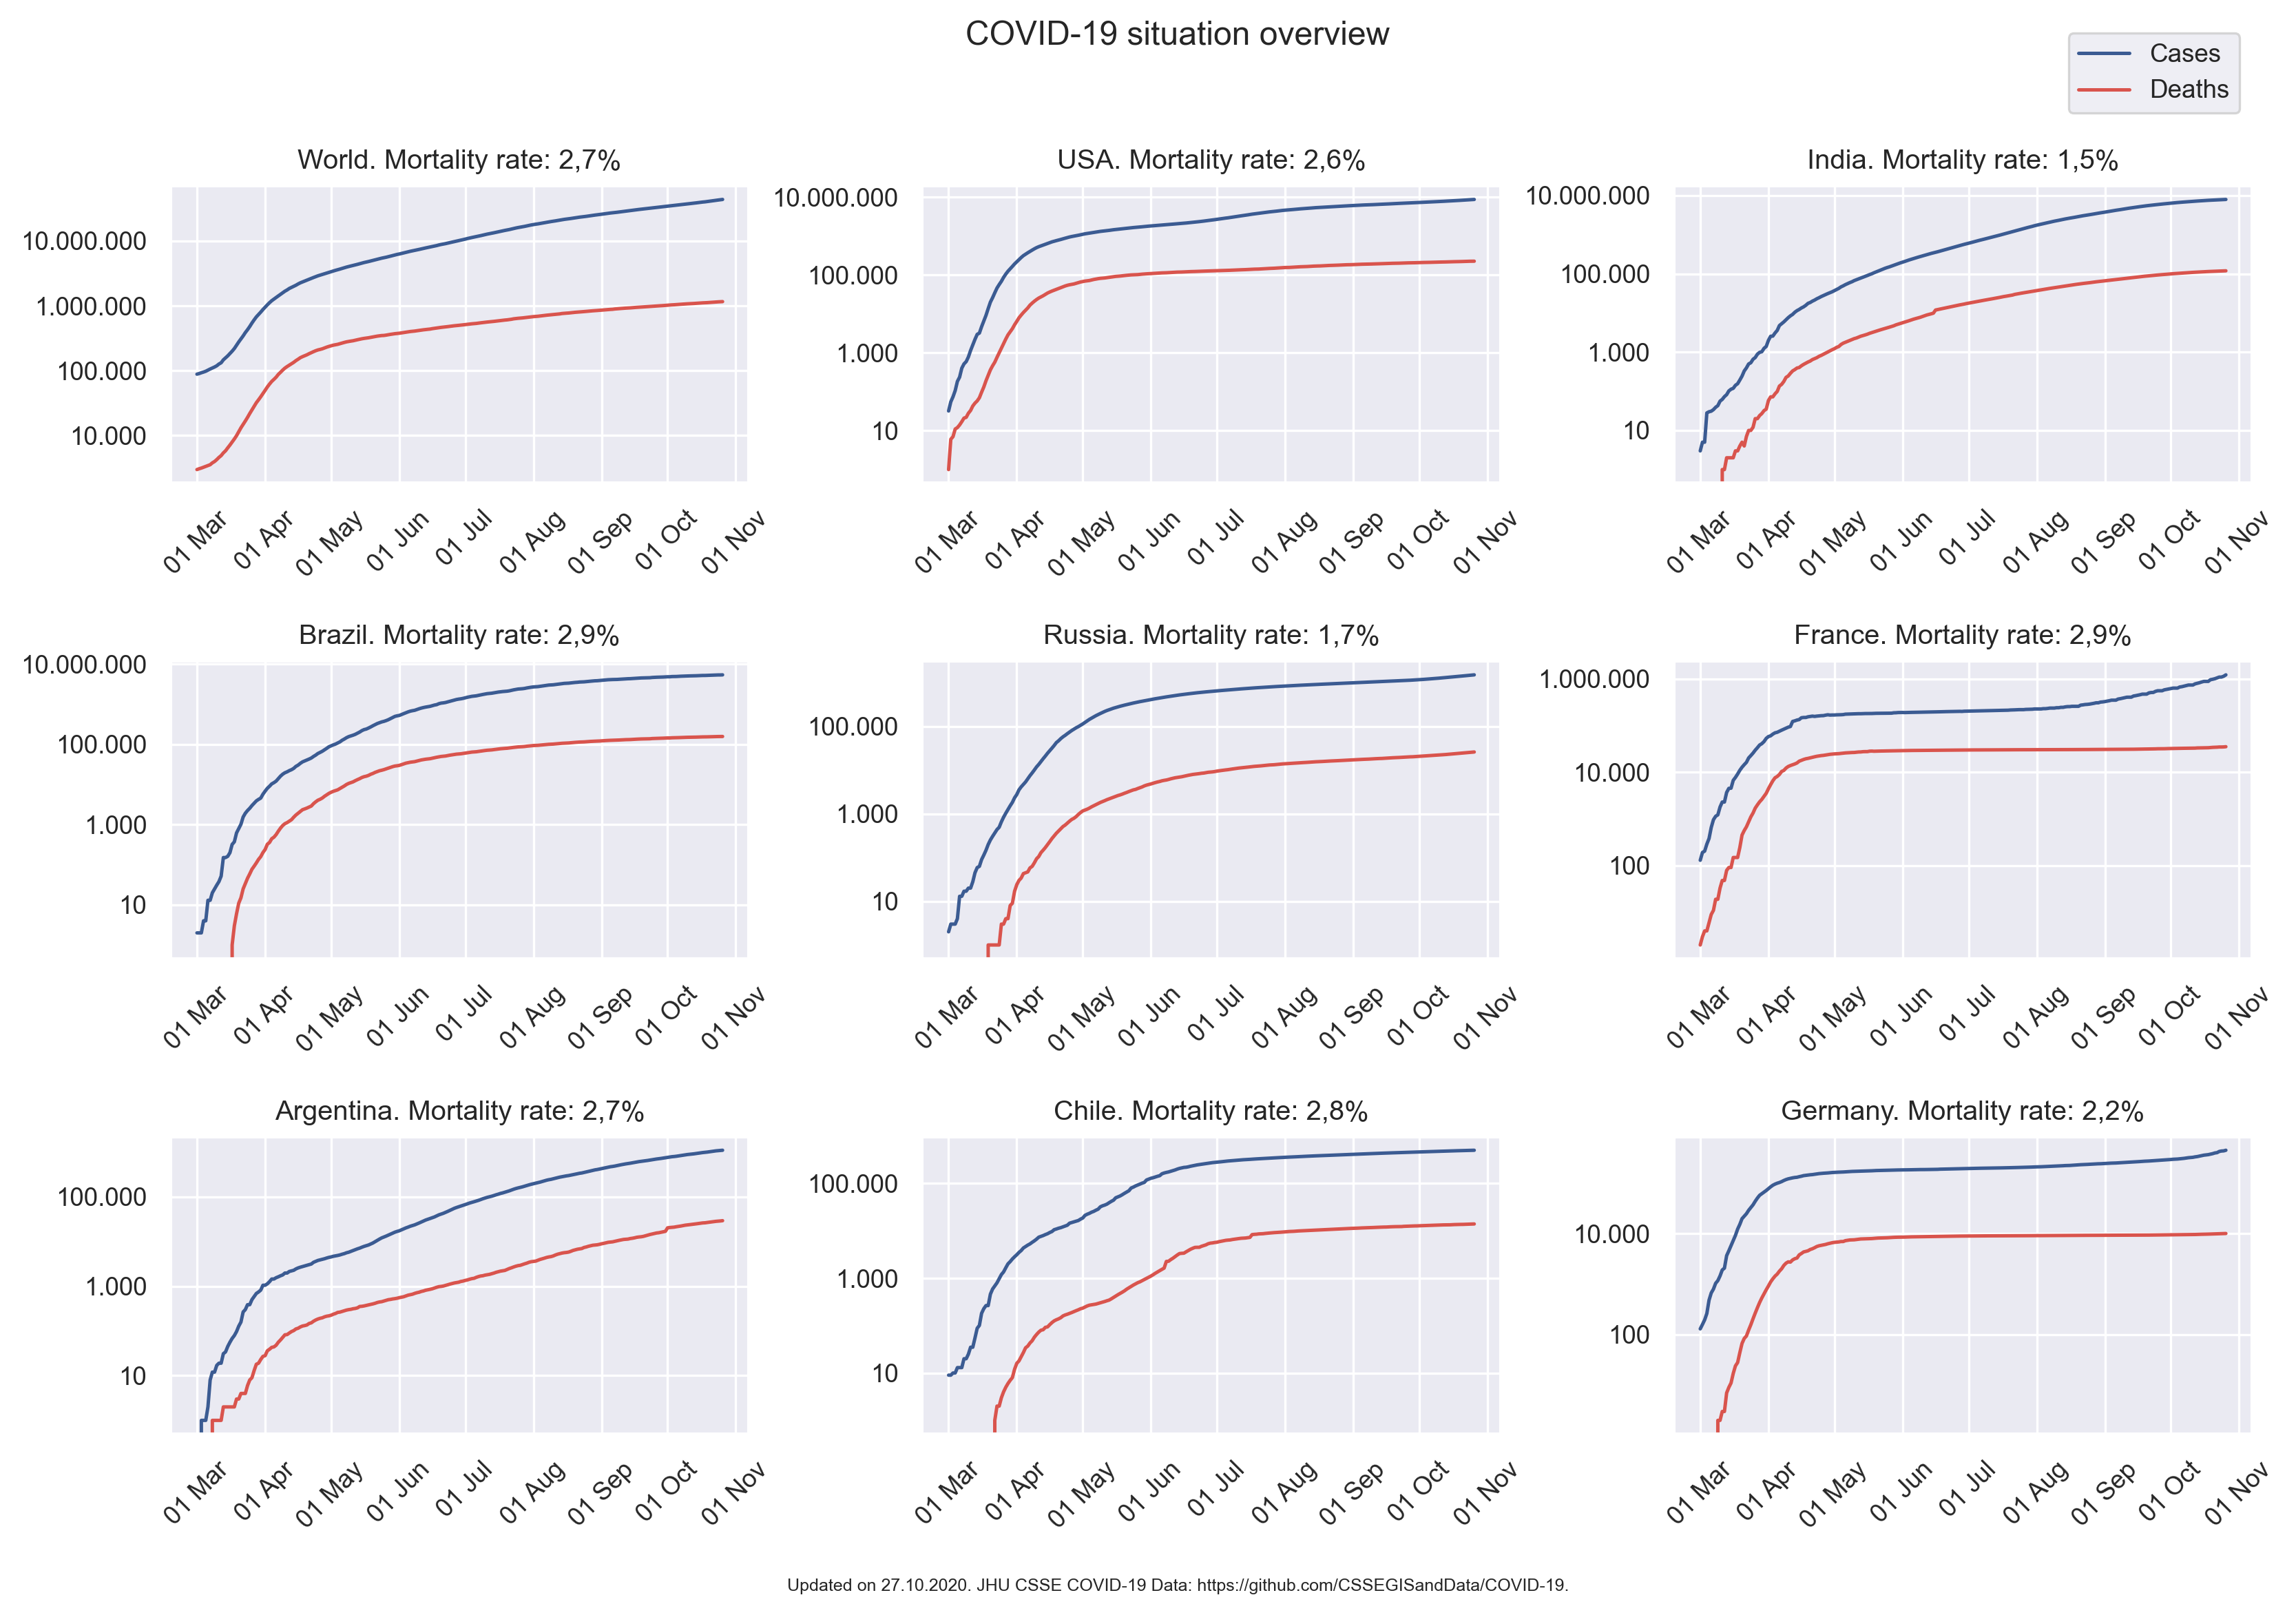 COVID-19 situation overview
Cases
Deaths
World. Mortality rate: 2,7%
10.000.000
1.000.000
100.000
10.000
01 Mar
01 Apr
01 May
01 Jun
01 Jul
01 Aug
01 Sep
01 Oct
01 Nov
USA. Mortality rate: 2,6%
10.000.000
100.000
1.000
10
01 Mar
01 Apr
01 May
01 Jun
01 Jul
01 Aug
01 Sep
01 Oct
01 Nov
India. Mortality rate: 1,5%
10.000.000
100.000
1.000
10
01 Mar
01 Apr
01 May
01 Jun
01 Jul
01 Aug
01 Sep
01 Oct
01 Nov
Brazil. Mortality rate: 2,9%
10.000.000
100.000
1.000
10
01 Mar
01 Apr
01 May
01 Jun
01 Jul
01 Aug
01 Sep
01 Oct
01 Nov
Russia. Mortality rate: 1,7%
100.000
1.000
10
01 Mar
01 Apr
01 May
01 Jun
01 Jul
01 Aug
01 Sep
01 Oct
01 Nov
France. Mortality rate: 2,9%
1.000.000
10.000
100
01 Mar
01 Apr
01 May
01 Jun
01 Jul
01 Aug
01 Sep
01 Oct
01 Nov
Argentina. Mortality rate: 2,7%
100.000
1.000
10
01 Mar
01 Apr
01 May
01 Jun
01 Jul
01 Aug
01 Sep
01 Oct
01 Nov
Chile. Mortality rate: 2,8%
100.000
1.000
10
01 Mar
01 Apr
01 May
01 Jun
01 Jul
01 Aug
01 Sep
01 Oct
01 Nov
Germany. Mortality rate: 2,2%
10.000
100
01 Mar
01 Apr
01 May
01 Jun
01 Jul
01 Aug
01 Sep
01 Oct
01 Nov
Updated on 27.10.2020. JHU CSSE COVID-19 Data: https://github.com/CSSEGISandData/COVID-19.